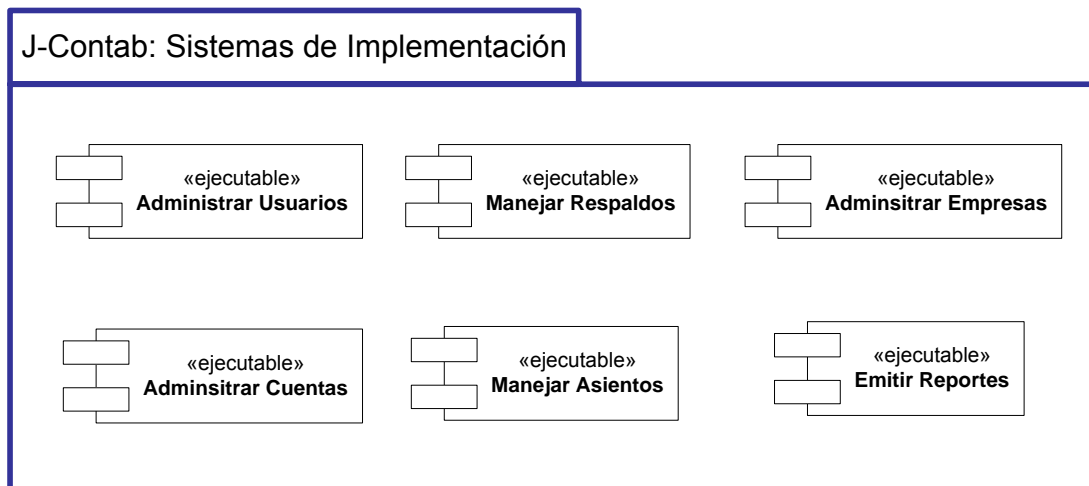 J-Contab: Sistemas de Implementación
«ejecutable»
Administrar Usuarios
«ejecutable»
Manejar Respaldos
«ejecutable»
Adminsitrar Empresas
«ejecutable»
Adminsitrar Cuentas
«ejecutable»
Manejar Asientos
«ejecutable»
Emitir Reportes